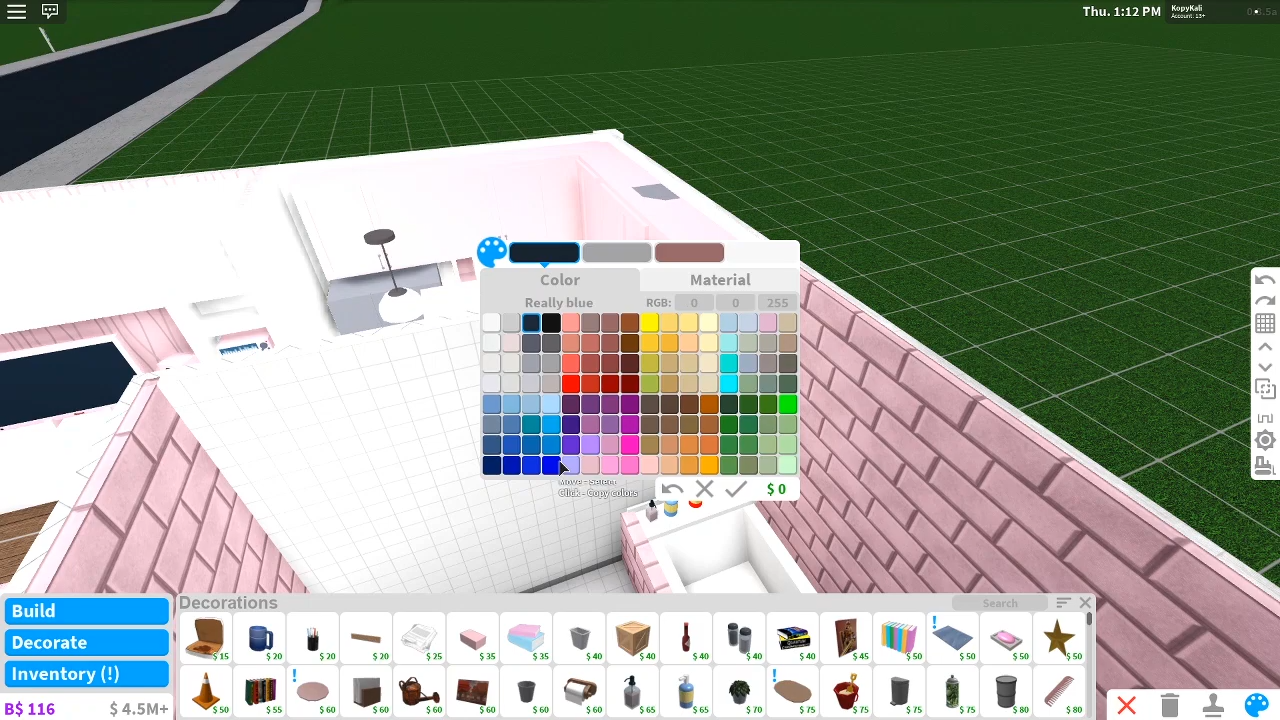 Thu. 1:12 PM
KopyKali
Account: 13+
Color
Material
Really blue
RGB:
0
0
255
Move - Select
Click - Copy colors
$ 0
Build
Decorate
Inventory (!)
B$ 116
$ 4.5M+
Decorations
Search
$ 15
$ 20
$ 20
$ 20
$ 25
$ 35
$ 35
$ 40
$ 40
$ 40
$ 40
$ 40
$ 45
$ 50
!
$ 50
$ 50
$ 50
$ 50
$ 55
!
$ 60
$ 60
$ 60
$ 60
$ 60
$ 60
$ 65
$ 65
$ 70
!
$ 75
$ 75
$ 75
$ 75
$ 80
$ 80